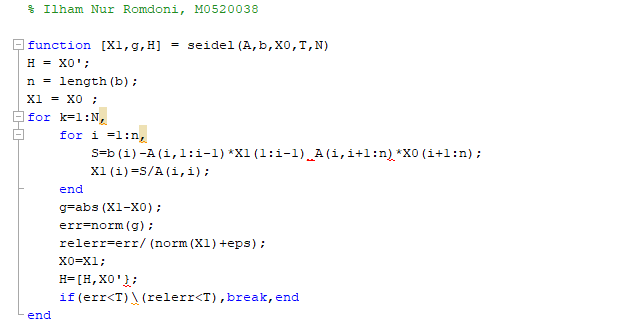 % Ilham Nur Romdoni, M0520038
function [X1,g,H] = seidel(A,b,X0,T,N)
H = X0';
n = length(b);
X1 = X0 ;
for k=1:N,
for i =1:n,
S=b(i)-A(i,1:i-1)*X1(1:i-1)_A(i,i+1:n)*X0(i+1:n);
X1(i)=S/A(i,i);
end
g=abs(X1-X0);
err=norm(g);
relerr=err/(norm(X1)+eps);
X0=X1;
H=[H,X0'};
if(err<T)\(relerr<T),break,end
end